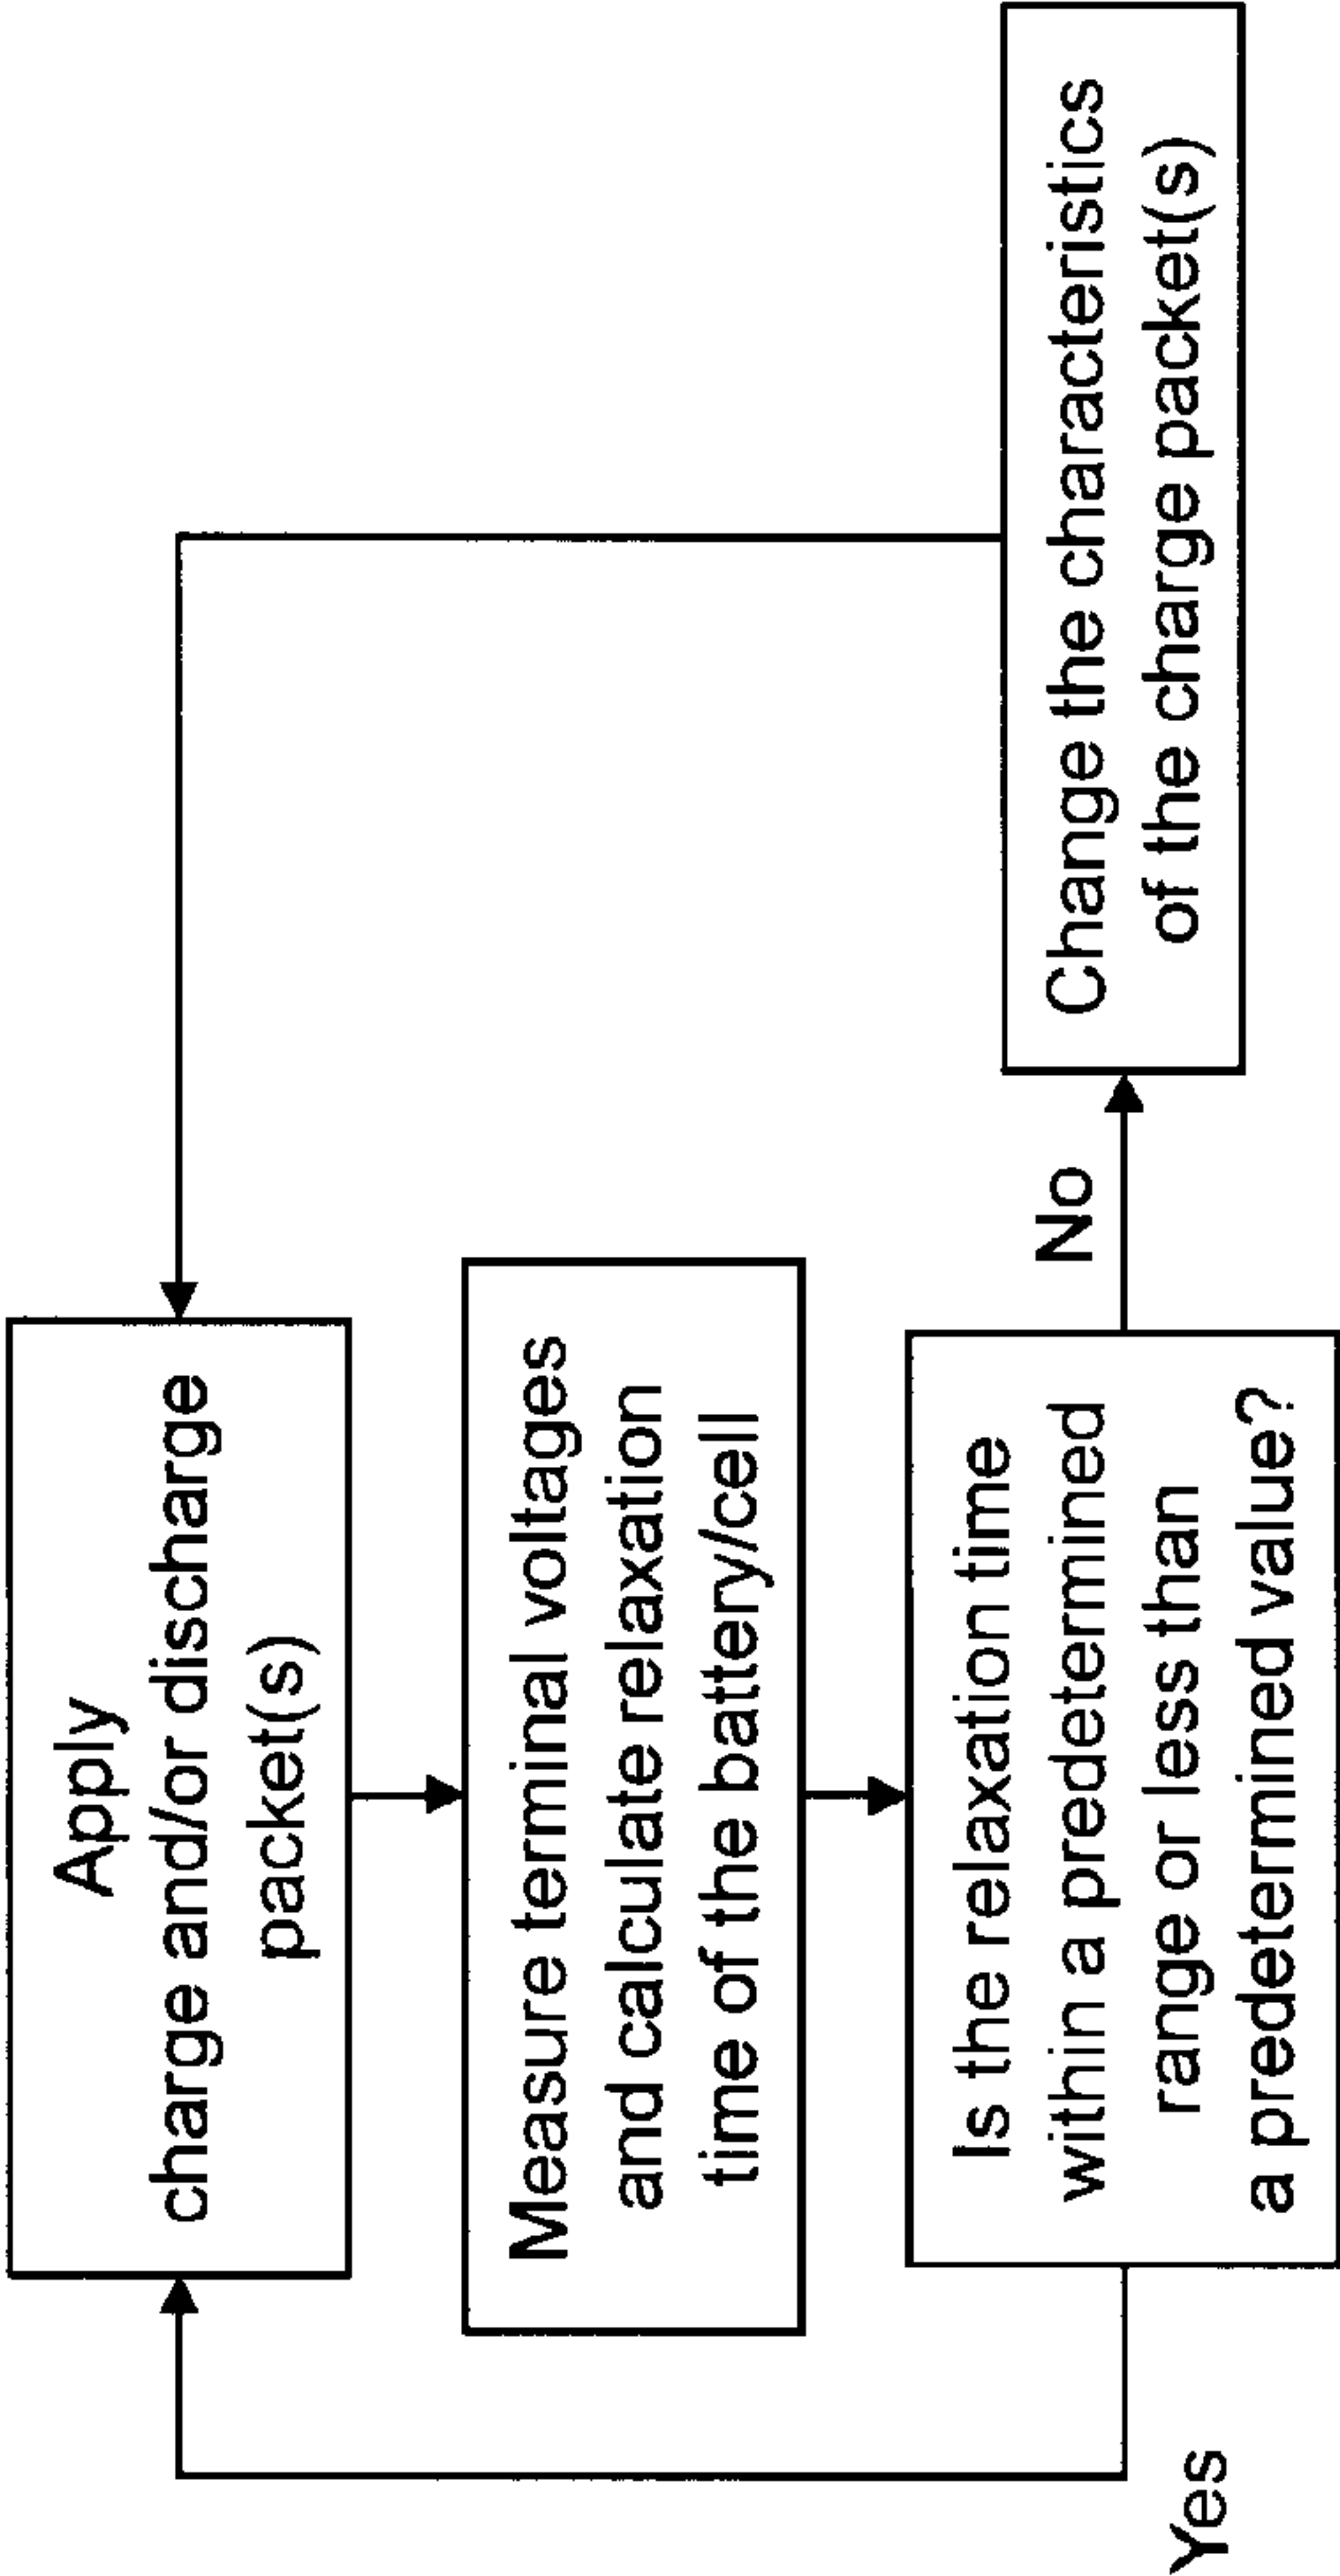 Apply
charge and/or discharge
packet(s)
Measure terminal voltages
and calculate relaxation
time of the battery/cell
Is the relaxation time
within a predetermined
range or less than
a predetermined value?
Yes
No
Change the characteristics
of the charge packet(s)